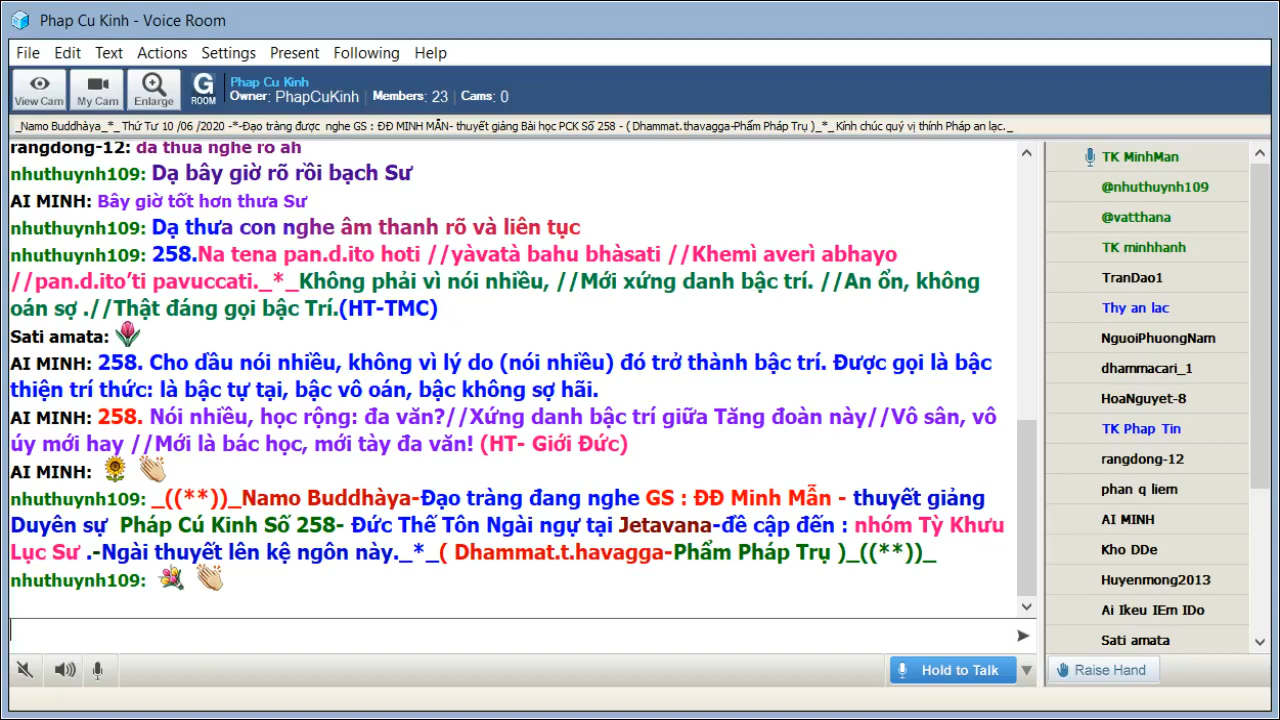 Phap Cu Kinh - Voice Room
File Edit Text Actions Settings Present Following Help
View Cam My Cam Enlarge G ROOM
Phap Cu Kinh
Owner: PhapCuKinh | Members: 23 | Cams: 0
_Namo Buddhàya_*_ Thứ Tư 10 /06 /2020 -*-Đạo tràng được nghe GS : ĐĐ MINH MẪN- thuyết giảng Bài học PCK Số 258 - ( Dhammat.thavagga-Phẩm Pháp Trụ )_*_ Kính chúc quý vị thính Pháp an lạc._
rangdong-12: dạ thưa nghe rõ ạh
nhuthuynh109: Dạ bây giờ rõ rồi bạch Sư
AI MINH: Bây giờ tốt hơn thưa Sư
nhuthuynh109: Dạ thưa con nghe âm thanh rõ và liên tục
nhuthuynh109: 258.Na tena pan.d.ito hoti //yàvatà bahu bhàsati //Khemì averì abhayo
//pan.d.ito’ti pavuccati._*_Không phải vì nói nhiều, //Mới xứng danh bậc trí. //An ổn, không
oán sợ .//Thật đáng gọi bậc Trí.(HT-TMC)
Sati amata:
AI MINH: 258. Cho dầu nói nhiều, không vì lý do (nói nhiều) đó trở thành bậc trí. Được gọi là bậc
thiện trí thức: là bậc tự tại, bậc vô oán, bậc không sợ hãi.
AI MINH: 258. Nói nhiều, học rộng: đa văn?//Xứng danh bậc trí giữa Tăng đoàn này//Vô sân, vô
úy mới hay //Mới là bác học, mới tày đa văn! (HT- Giới Đức)
AI MINH:
nhuthuynh109: _((**))_Namo Buddhàya-Đạo tràng đang nghe GS : ĐĐ Minh Mẫn - thuyết giảng
Duyên sự Pháp Cú Kinh Số 258- Đức Thế Tôn Ngài ngự tại Jetavana-đề cập đến : nhóm Tỳ Khưu
Lục Sư .-Ngài thuyết lên kệ ngôn này._*_( Dhammat.t.havagga-Phẩm Pháp Trụ )_((**))_
nhuthuynh109:
Hold to Talk
TK MinhMan
@nhuthuynh109
@vatthana
TK minhhanh
TranDao1
Thy an lac
NguoiPhuongNam
dhammacari_1
HoaNguyet-8
TK Phap Tin
rangdong-12
phan q liem
AI MINH
Kho DDe
Huyenmong2013
Ai Ikeu IEm IDo
Sati amata
Raise Hand